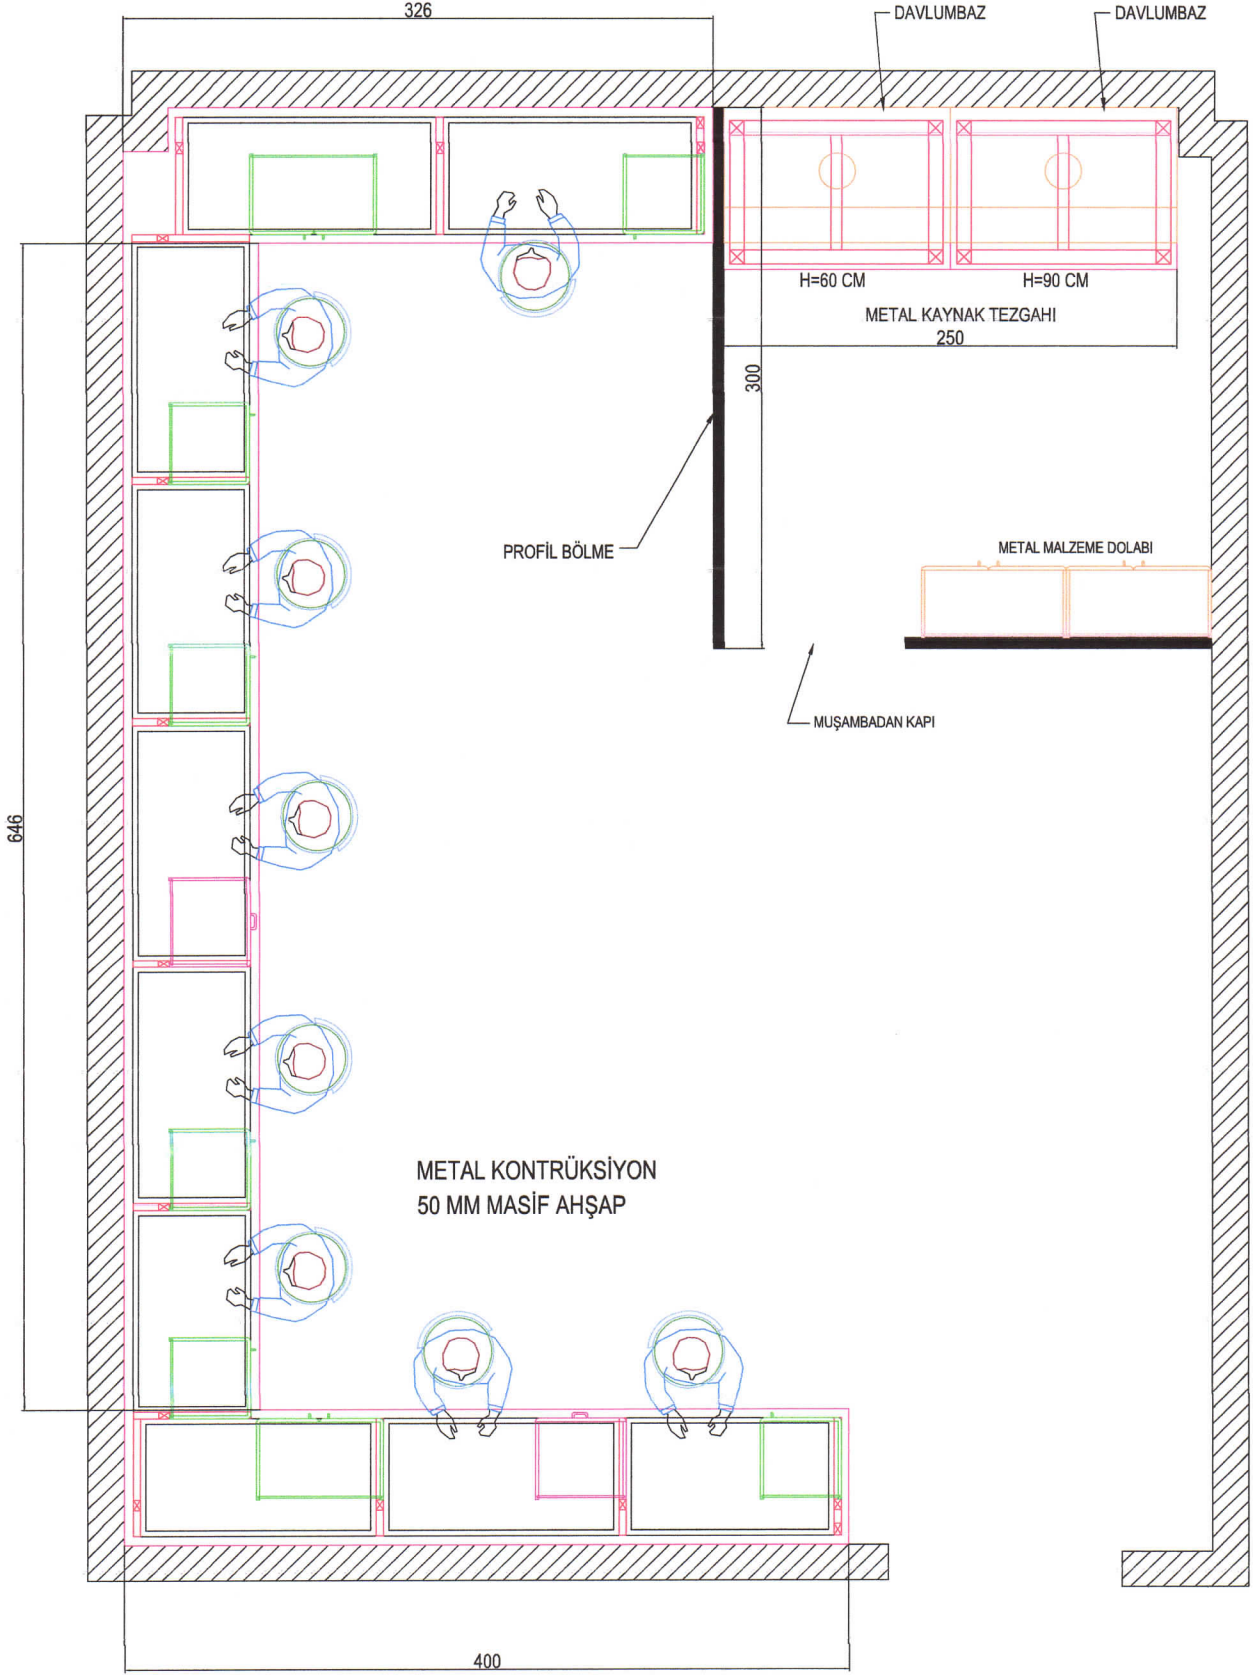 326
DAVLUMBAZ
DAVLUMBAZ
H=60 CM
H=90 CM
METAL KAYNAK TEZGAHI
250
300
PROFİL BÖLME
METAL MALZEME DOLABI
MUŞAMBADAN KAPI
646
METAL KONTRÜKSİYON
50 MM MASİF AHŞAP
400